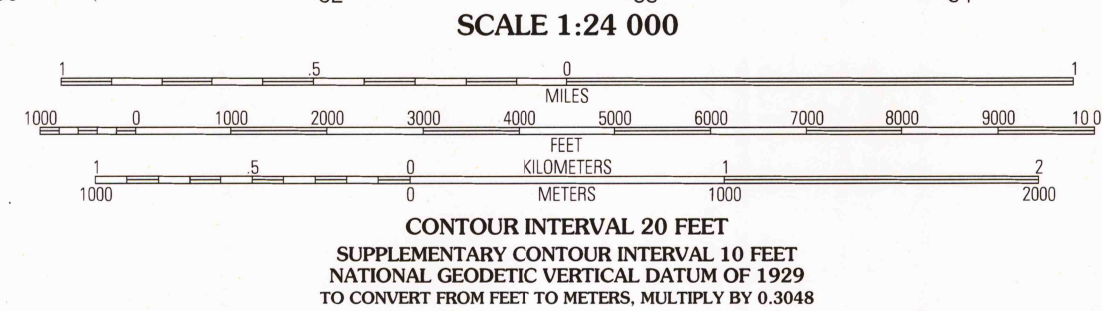 SCALE 1:24 000
1 .5 0 1
MILES
1000 0 1000 2000 3000 4000 5000 6000 7000 8000 9000 10 0
FEET
1 .5 0 KILOMETERS 1 2
1000 0 METERS 1000 2000
CONTOUR INTERVAL 20 FEET
SUPPLEMENTARY CONTOUR INTERVAL 10 FEET
NATIONAL GEODETIC VERTICAL DATUM OF 1929
TO CONVERT FROM FEET TO METERS, MULTIPLY BY 0.3048